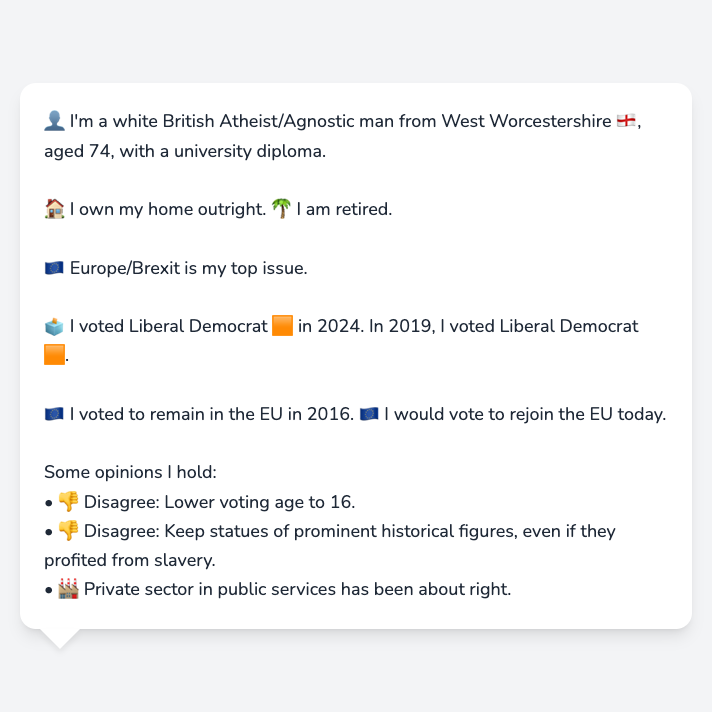 👤 I'm a white British Atheist/Agnostic man from West Worcestershire 🏴󠁧󠁢󠁥󠁮󠁧󠁿,
aged 74, with a university diploma.
🏠 I own my home outright. 🌴 I am retired.
🇪🇺 Europe/Brexit is my top issue.
🗳️ I voted Liberal Democrat 🟧 in 2024. In 2019, I voted Liberal Democrat
🟧.
🇪🇺 I voted to remain in the EU in 2016. 🇪🇺 I would vote to rejoin the EU today.
Some opinions I hold:
• 👎 Disagree: Lower voting age to 16.
• 👎 Disagree: Keep statues of prominent historical figures, even if they
profited from slavery.
• 🏭 Private sector in public services has been about right.